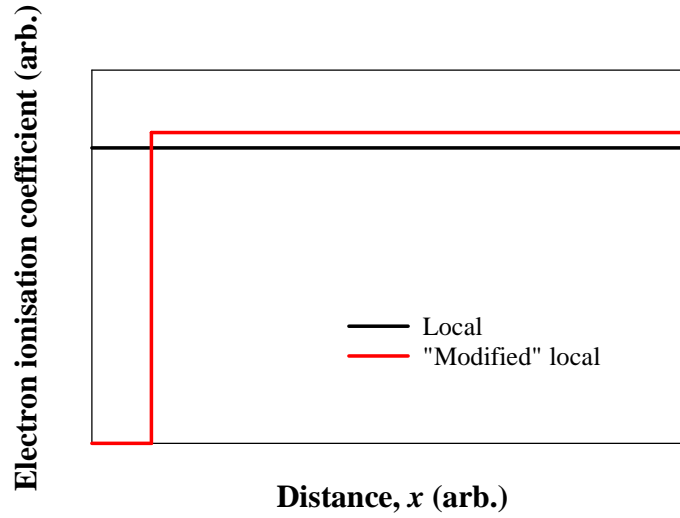 Electron ionisation coefficient (arb.)
Local
"Modified" local
Distance, x (arb.)